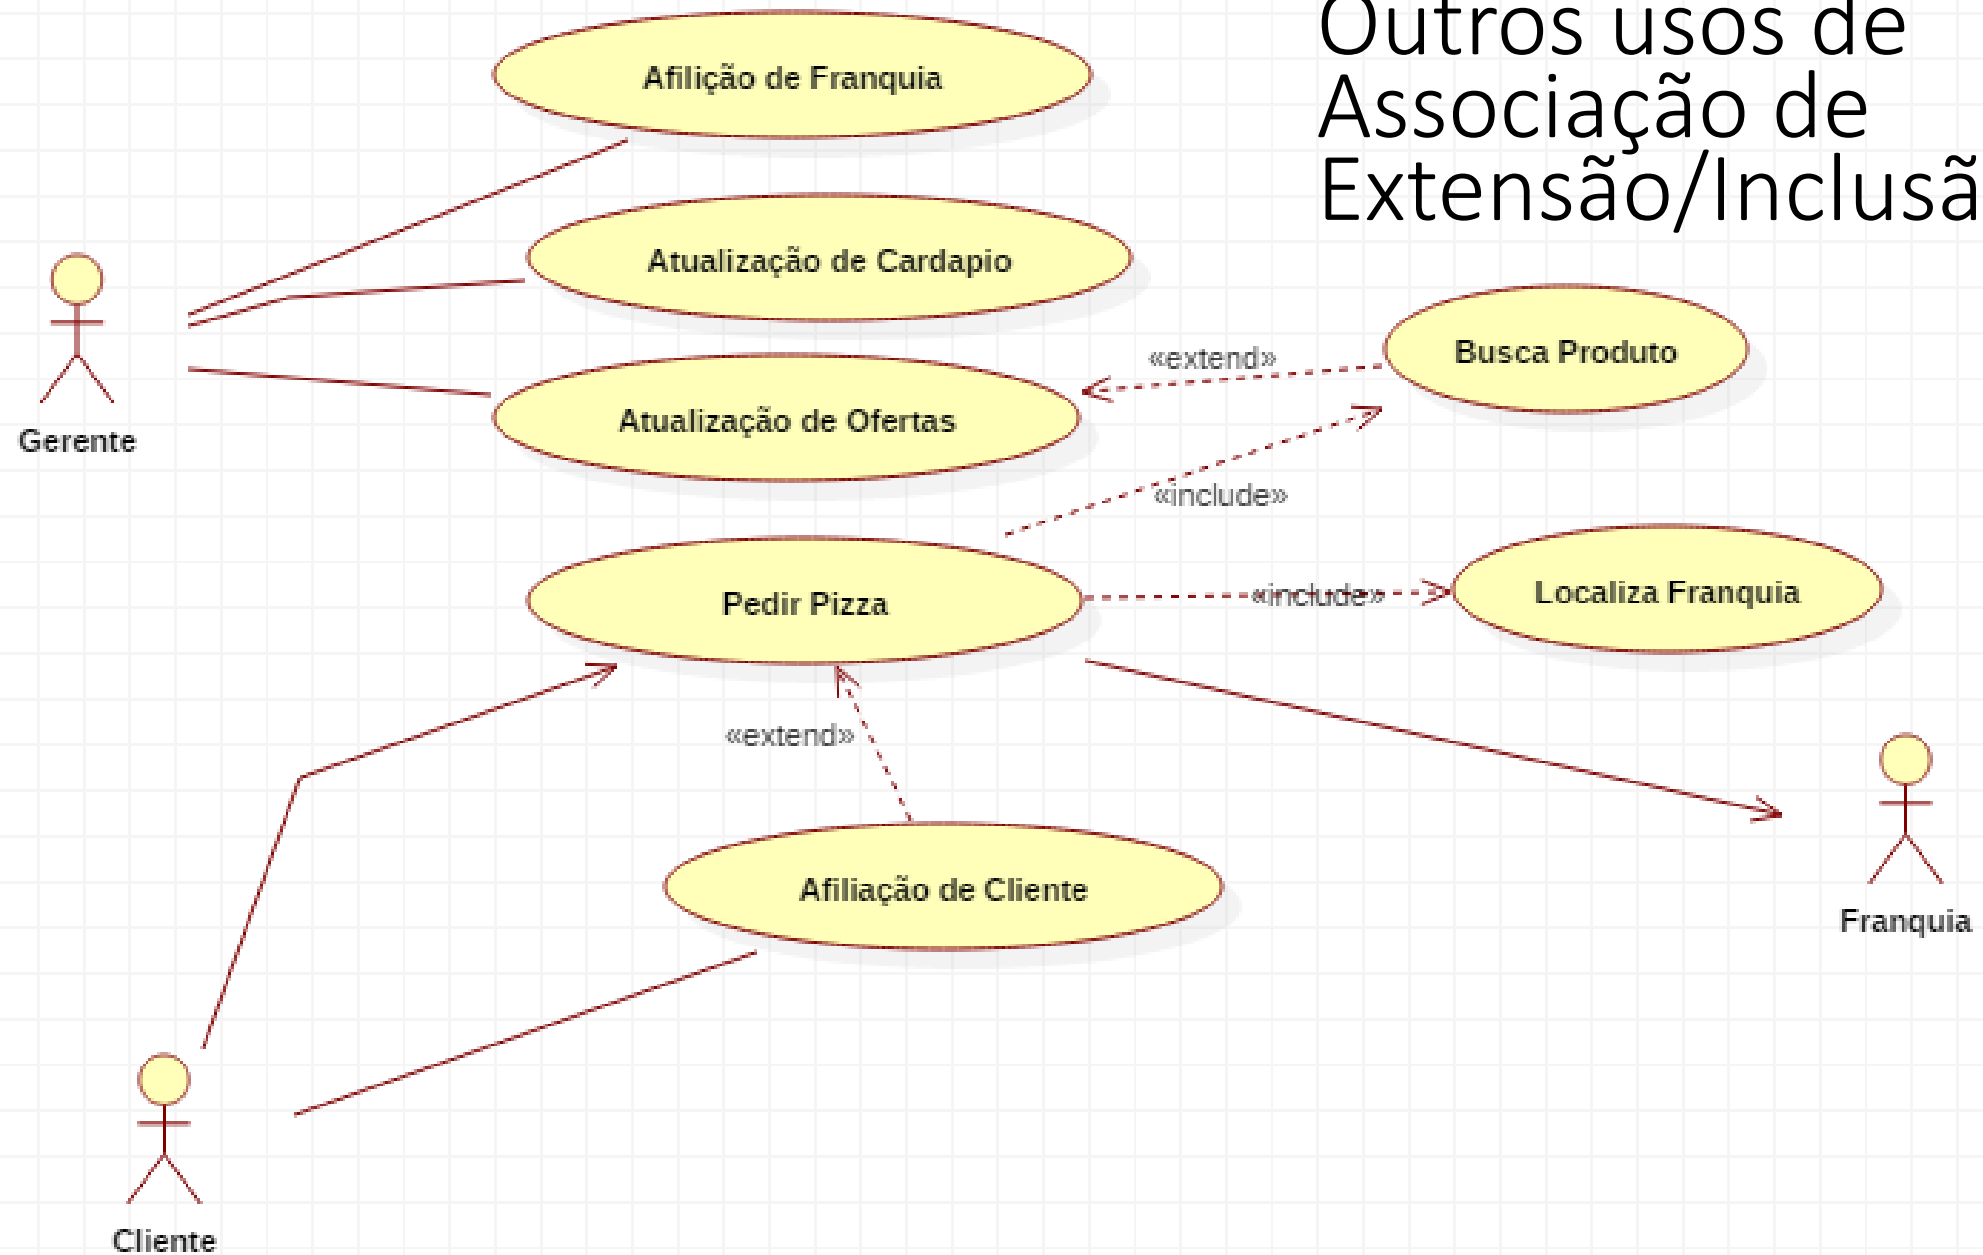 Outros usos de
Associação de
Extensão/Inclusã
Afilição de Franquia
Atualização de Cardapio
Busca Produto
«extend»
Atualização de Ofertas
Gerente
«include»
Pedir Pizza
«include»
Localiza Franquia
«extend»
Afiliação de Cliente
Franquia
Cliente